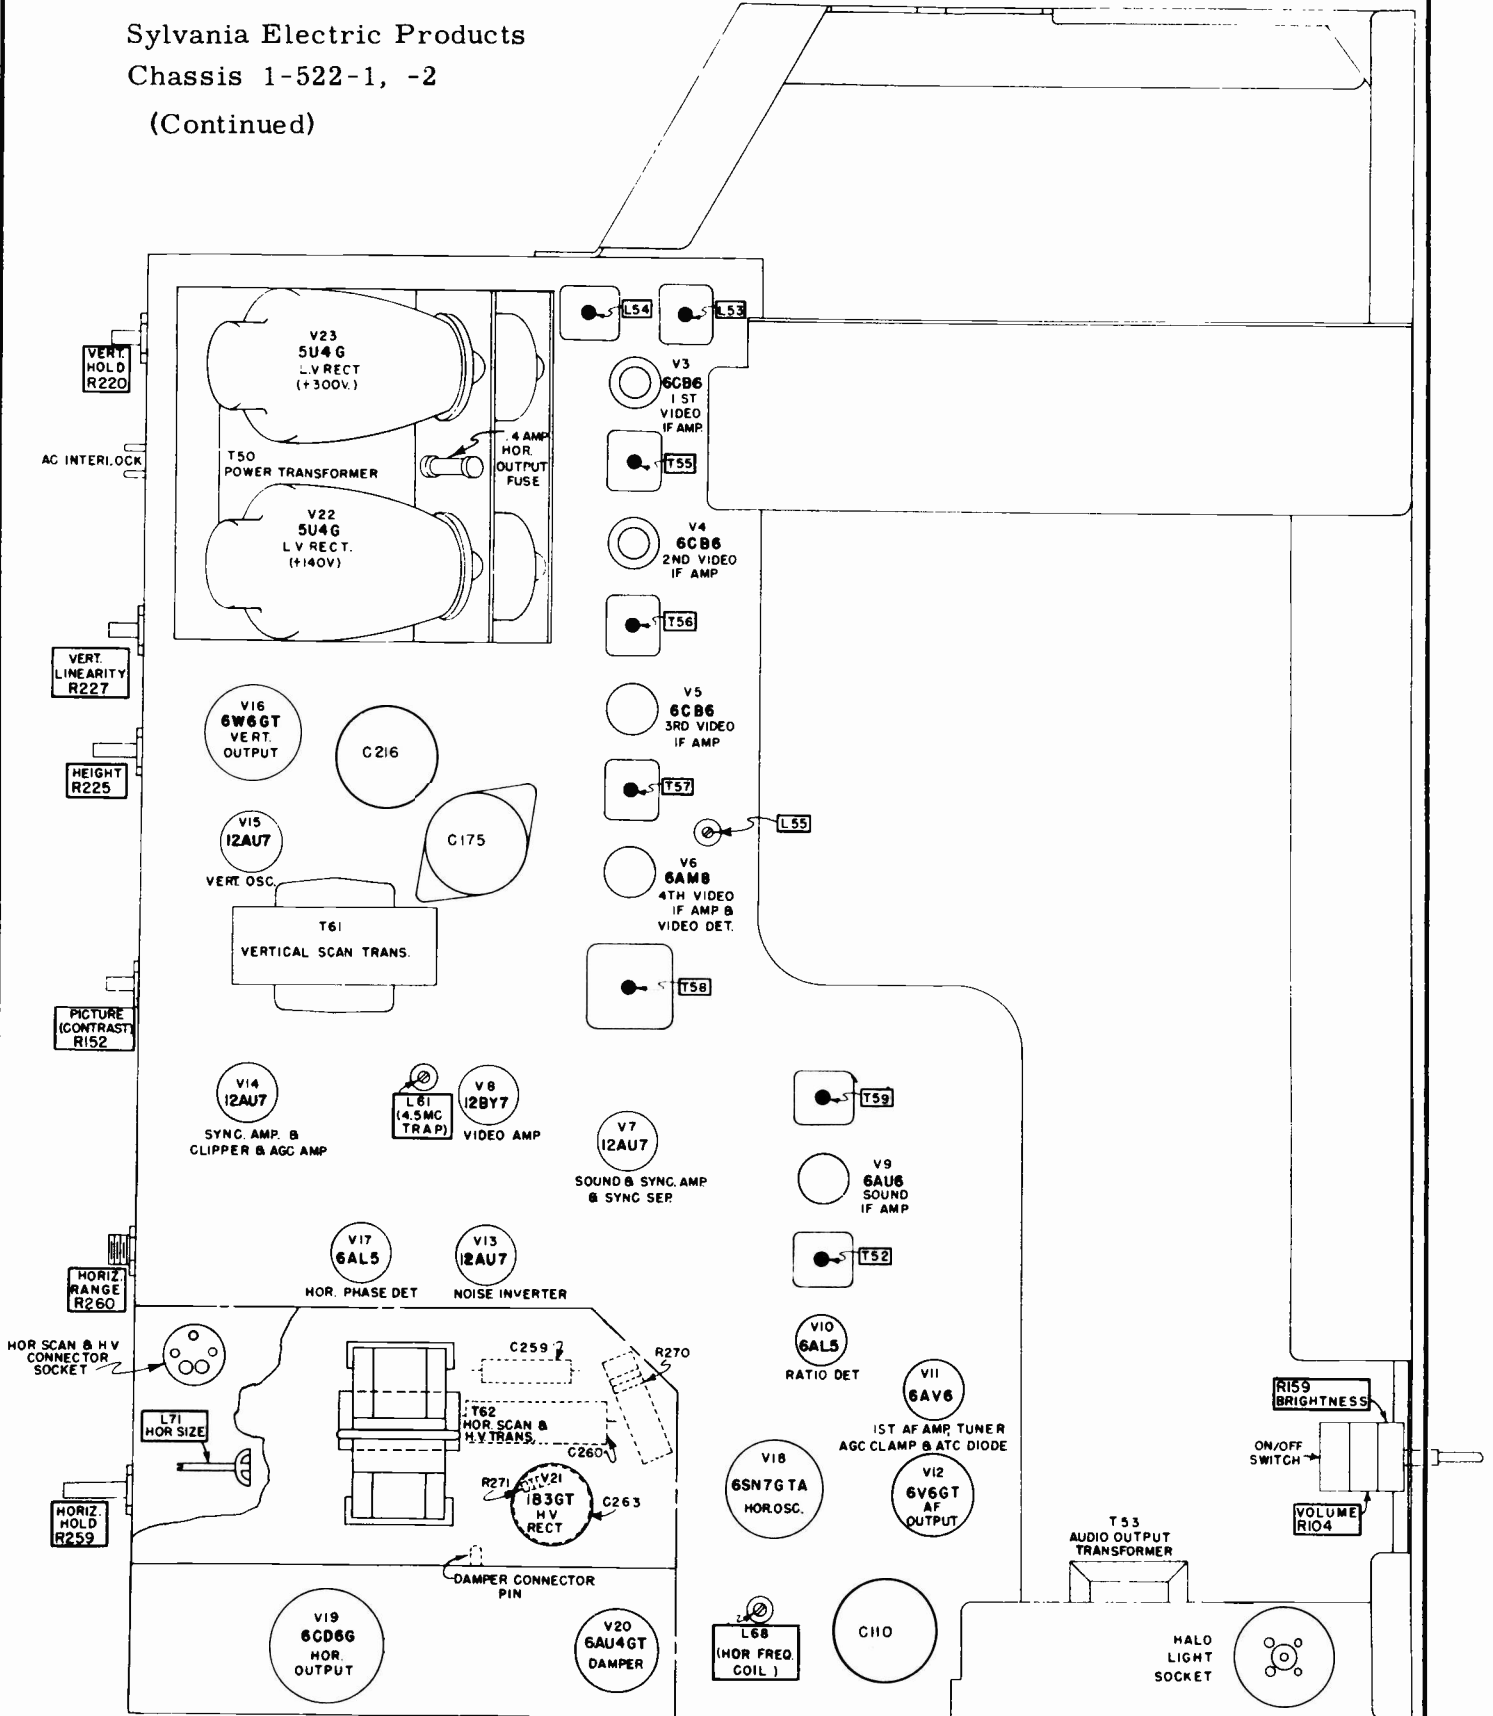 Sylvania Electric Products
Chassis 1-522-1, -2
(Continued)
L54
L53
V23
5U4G
L.V RECT
(+300V.)
VERT.
HOLD
R220
V3
6CB6
1 ST
VIDEO
IF AMP.
.4 AMP
HOR.
OUTPUT
FUSE
AC INTERLOCK
T50
POWER TRANSFORMER
T55
V22
5U4G
L V RECT.
(+140V)
V4
6CB6
2ND VIDEO
IF AMP
T56
VERT.
LINEARITY
R227
V16
6W6GT
VERT.
OUTPUT
C216
V5
6CB6
3RD VIDEO
IF AMP
HEIGHT
R225
T57
V15
12AU7
VERT. OSC.
C175
L55
V6
6AM8
4TH VIDEO
IF AMP &
VIDEO DET.
T61
VERTICAL SCAN TRANS.
T58
PICTURE
(CONTRAST)
R152
V14
12AU7
SYNC. AMP. &
CLIPPER & AGC AMP
L61
(4.5MC
TRAP)
V8
12BY7
VIDEO AMP
V7
12AU7
SOUND & SYNC. AMP
& SYNC SEP.
T59
V9
6AU6
SOUND
IF AMP
V17
6AL5
HOR. PHASE DET
V13
12AU7
NOISE INVERTER
T52
HORIZ.
RANGE
R260
HOR SCAN & H V
CONNECTOR
SOCKET
C259
R270
V10
6AL5
RATIO DET
V11
6AV6
1ST AF AMP, TUNER
AGC CLAMP & ATC DIODE
R159
BRIGHTNESS
L71
HOR SIZE
T62
HOR. SCAN &
H.V TRANS.
C260
ON/OFF
SWITCH
R271
V21
1B3GT
H V
RECT
C263
V18
6SN7GTA
HOR.OSC.
V12
6V6GT
AF
OUTPUT
VOLUME
R104
HORIZ.
HOLD
R259
T53
AUDIO OUTPUT
TRANSFORMER
DAMPER CONNECTOR
PIN
V19
6CD6G
HOR.
OUTPUT
V20
6AU4GT
DAMPER
L68
(HOR FREQ.
COIL )
C110
HALO
LIGHT
SOCKET